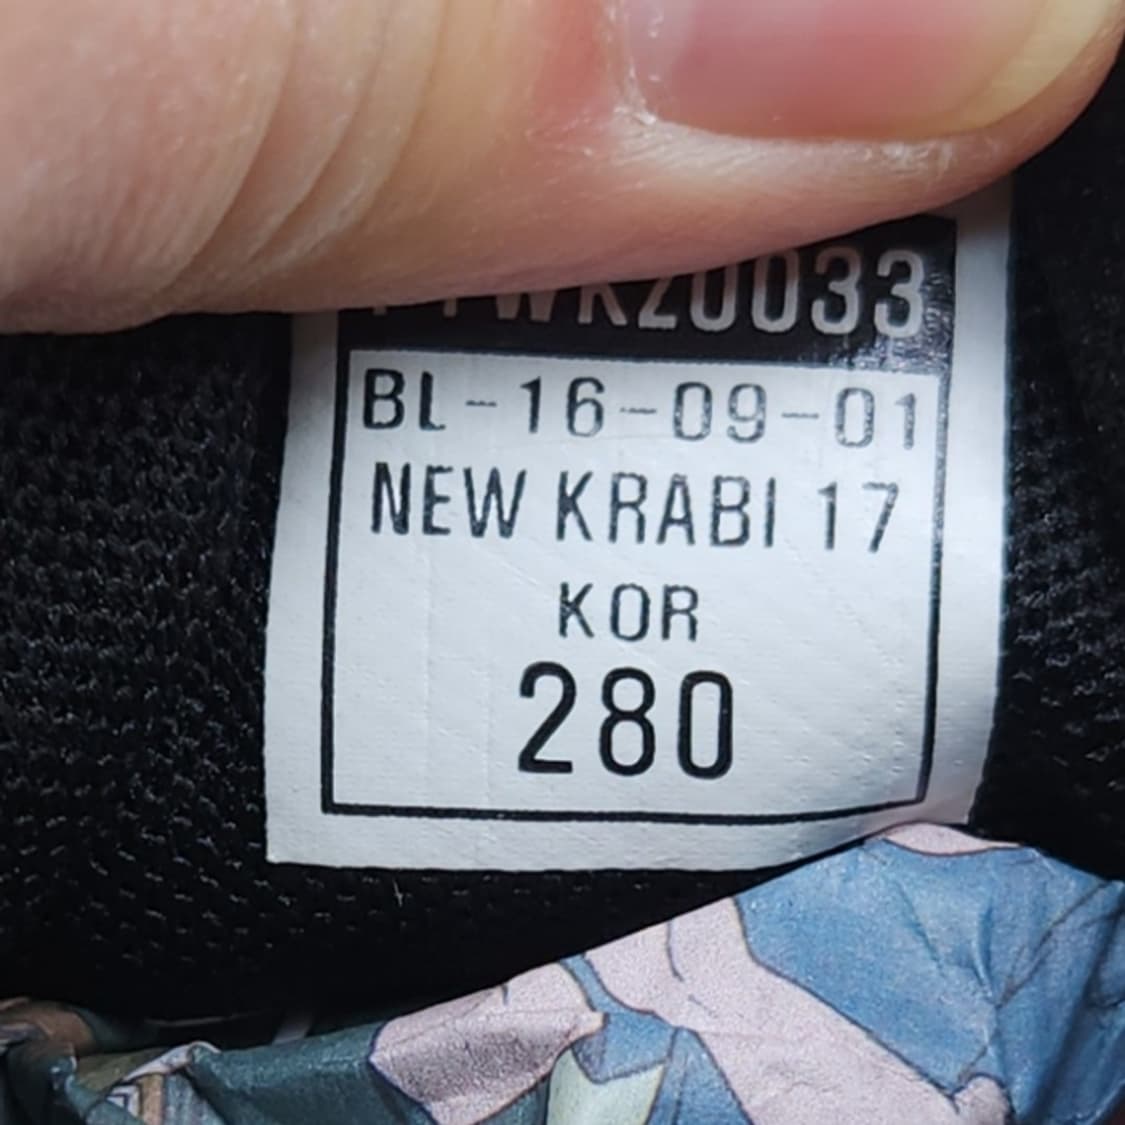 BL-16-09-01
NEW KRABI 17
KOR
280